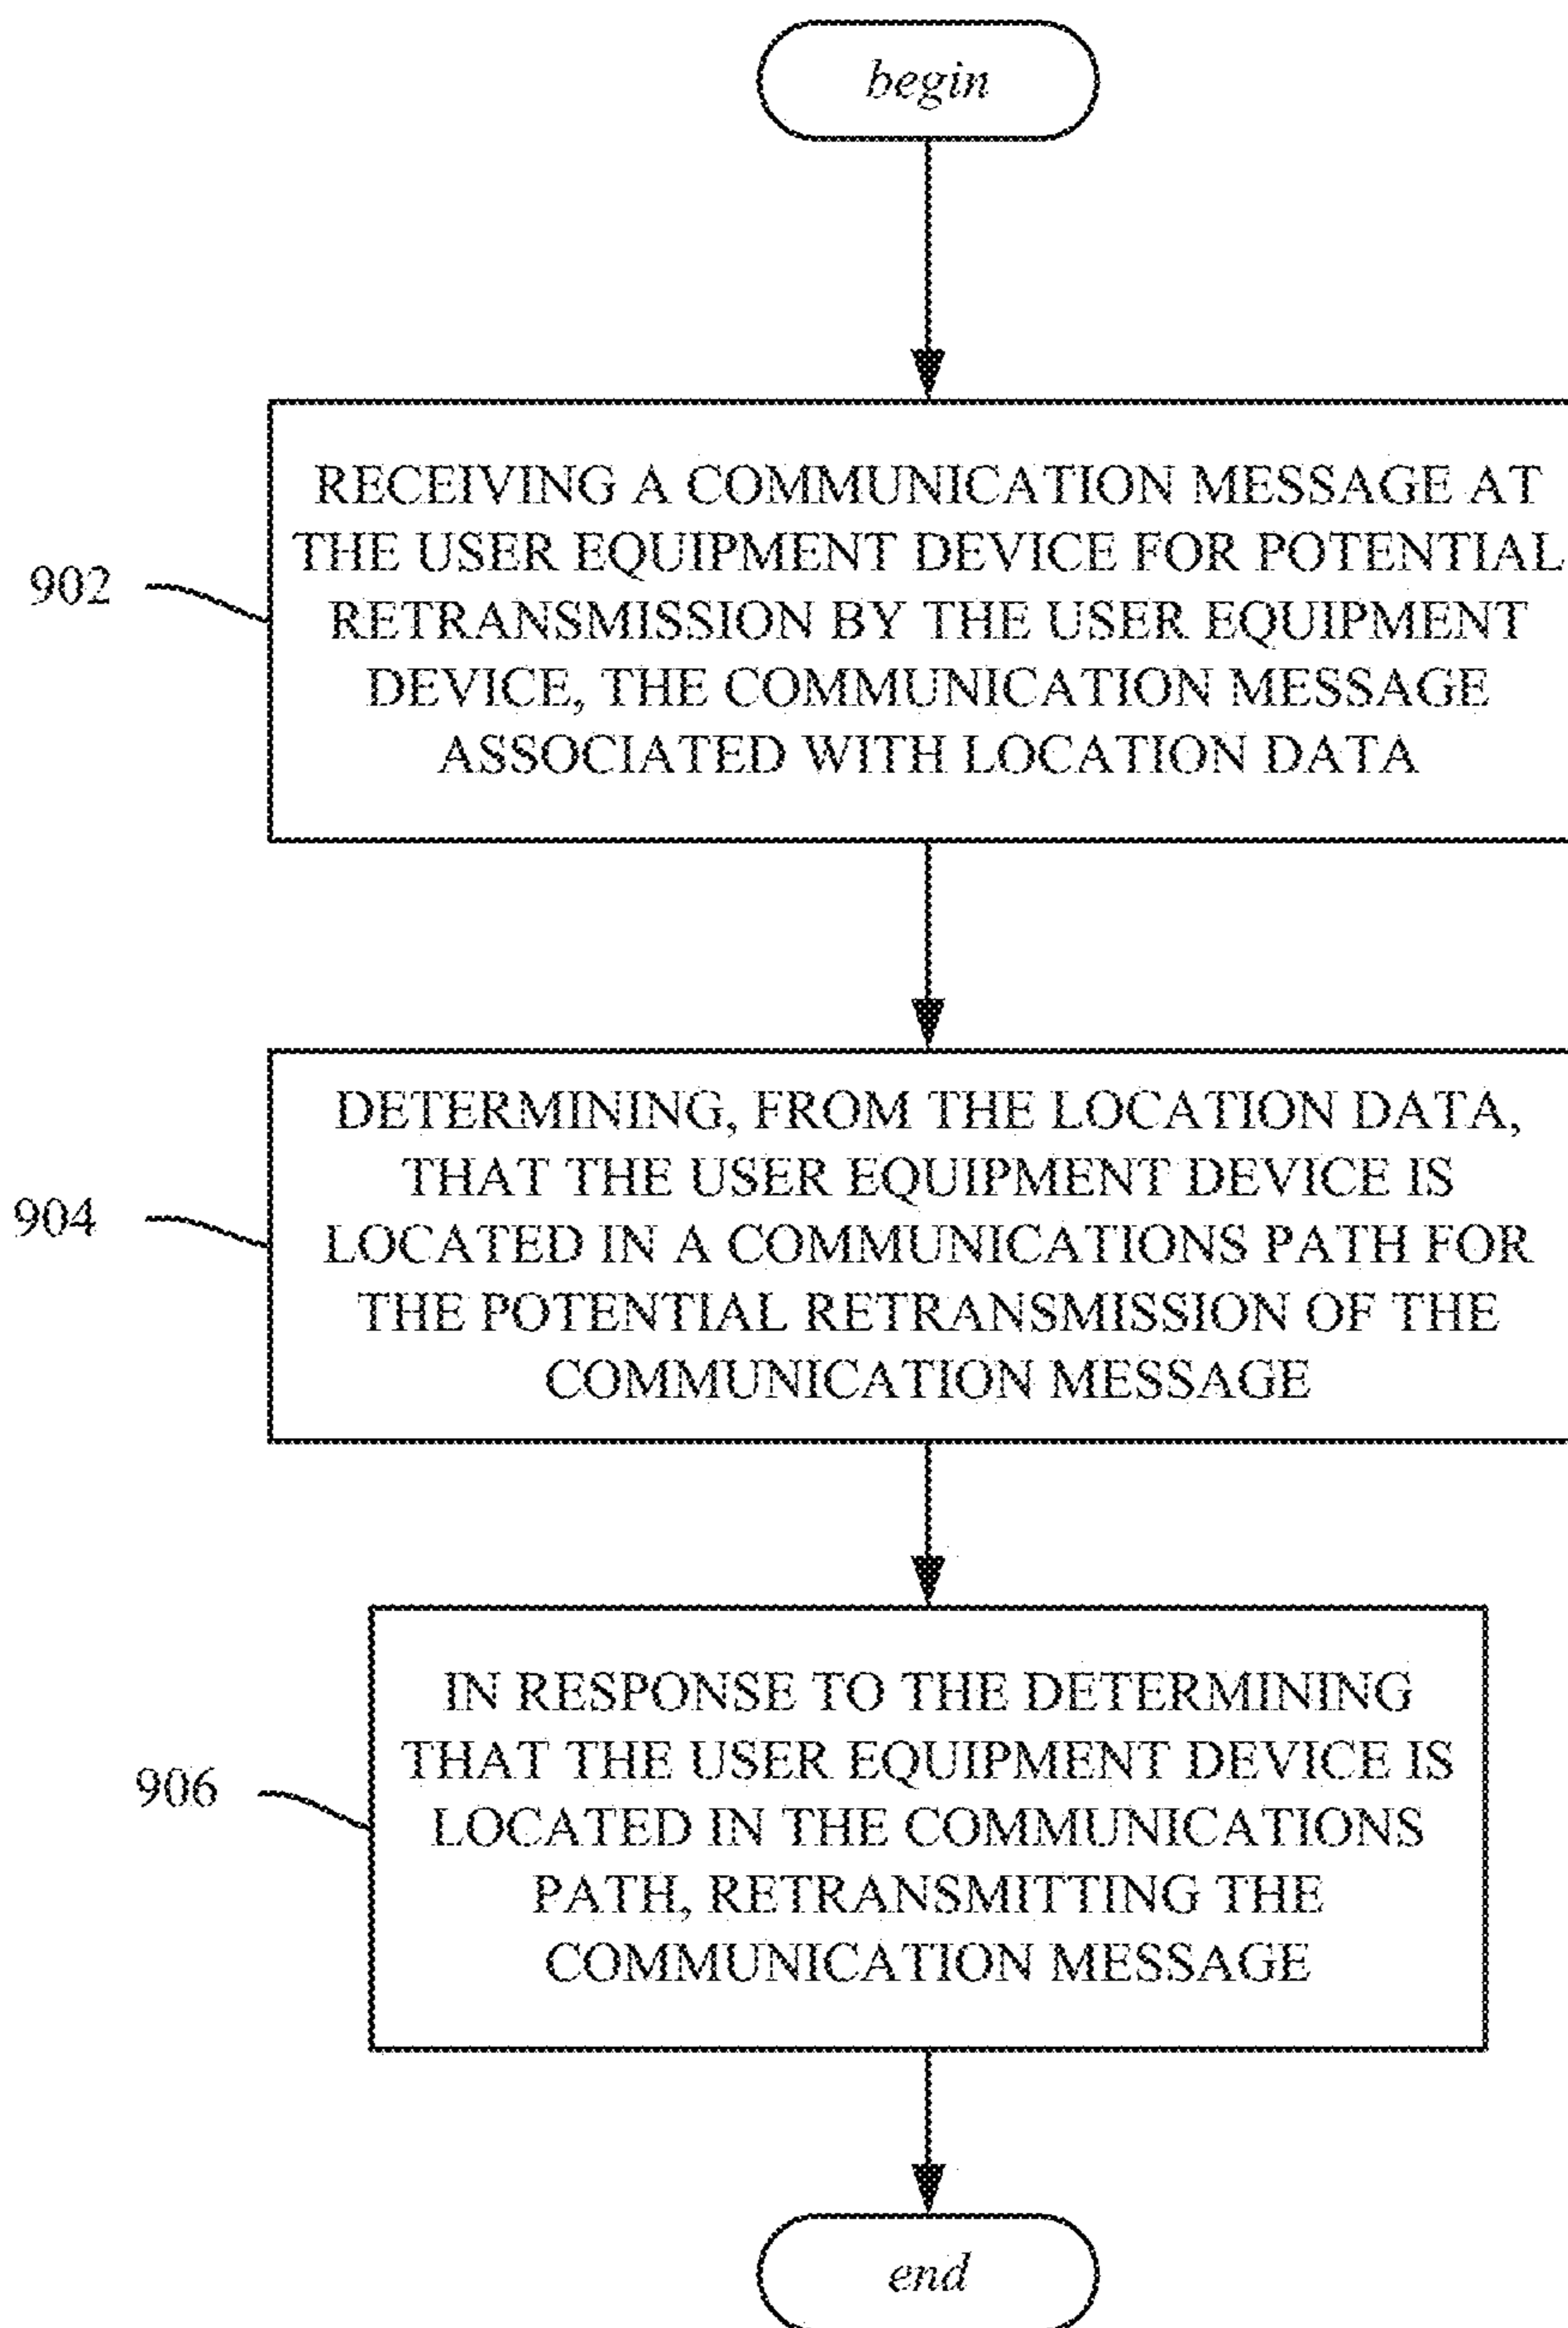 begin
RECEIVING A COMMUNICATION MESSAGE AT
THE USER EQUIPMENT DEVICE FOR POTENTIAL
RETRANSMISSION BY THE USER EQUIPMENT
DEVICE, THE COMMUNICATION MESSAGE
ASSOCIATED WITH LOCATION DATA
902
DETERMINING, FROM THE LOCATION DATA,
THAT THE USER EQUIPMENT DEVICE IS
LOCATED IN A COMMUNICATIONS PATH FOR
THE POTENTIAL RETRANSMISSION OF THE
COMMUNICATION MESSAGE
904
IN RESPONSE TO THE DETERMINING
THAT THE USER EQUIPMENT DEVICE IS
LOCATED IN THE COMMUNICATIONS
PATH, RETRANSMITTING THE
COMMUNICATION MESSAGE
906
end